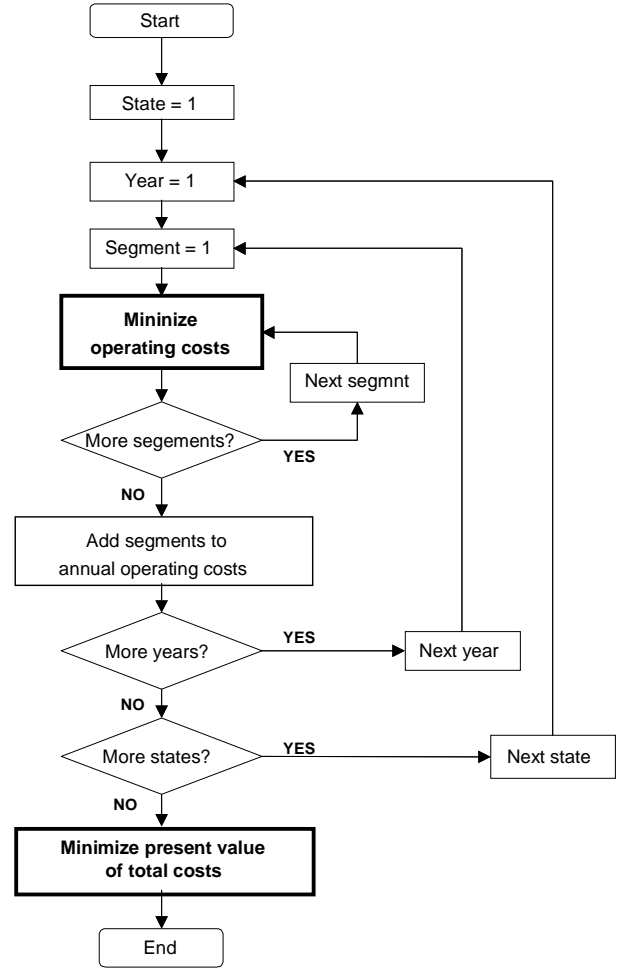 Start
State = 1
Year = 1
Segment = 1
Mininize
operating costs
Next segmnt
More segements?
YES
NO
Add segments to
annual operating costs
More years?
YES
Next year
NO
More states?
YES
Next state
NO
Minimize present value
of total costs
End